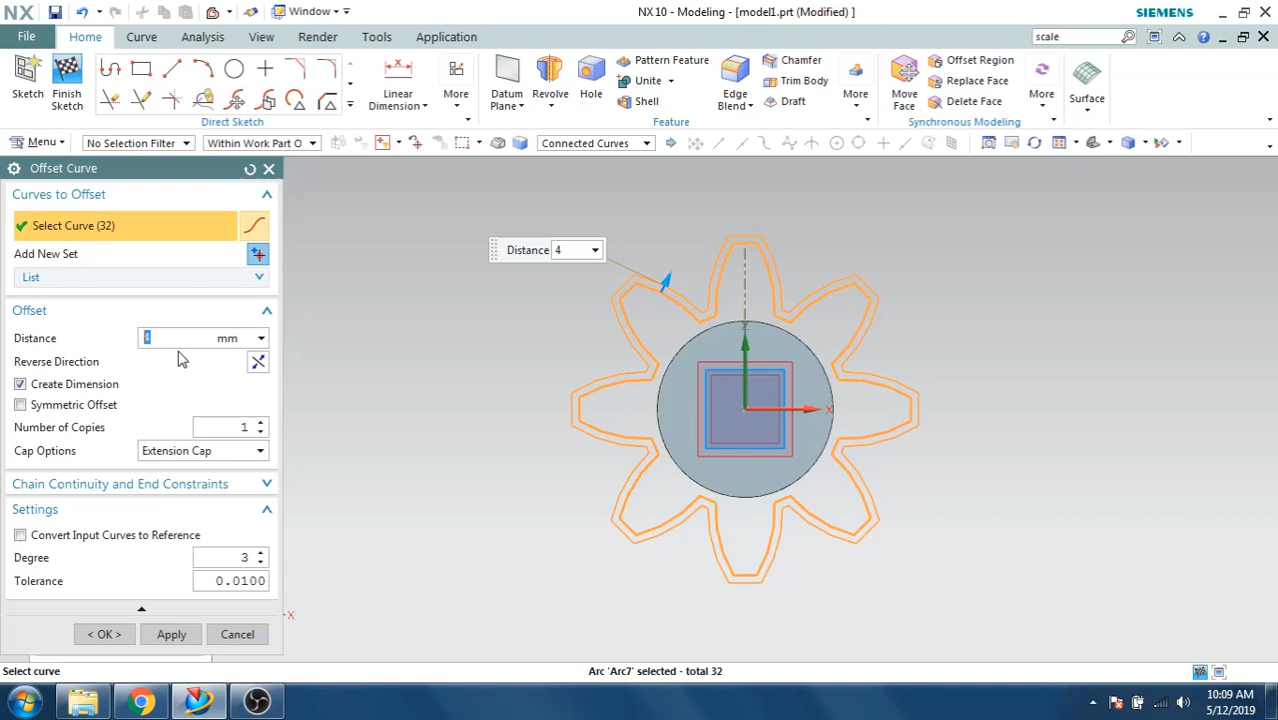 NX Window NX 10 - Modeling - [model1.prt (Modified) ] SIEMENS
File Home Curve Analysis View Render Tools Application scale
Sketch Finish Sketch Linear Dimension More Datum Plane Revolve Hole Pattern Feature Unite Shell Edge Blend Chamfer Trim Body Draft More Move Face Offset Region Replace Face Delete Face More Surface
Direct Sketch Feature Synchronous Modeling
Menu No Selection Filter Within Work Part O Connected Curves
Offset Curve
Curves to Offset
Select Curve (32)
Add New Set
List
Offset
Distance 4 mm
Reverse Direction
Create Dimension
Symmetric Offset
Number of Copies 1
Cap Options Extension Cap
Chain Continuity and End Constraints
Settings
Convert Input Curves to Reference
Degree 3
Tolerance 0.0100
< OK > Apply Cancel
Distance 4
Z
X
X
Select curve Arc 'Arc7' selected - total 32
10:09 AM
5/12/2019